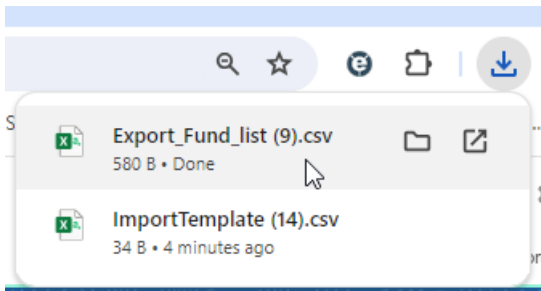 Export_Fund_list (9).csv
580 B • Done
ImportTemplate (14).csv
34 B • 4 minutes ago